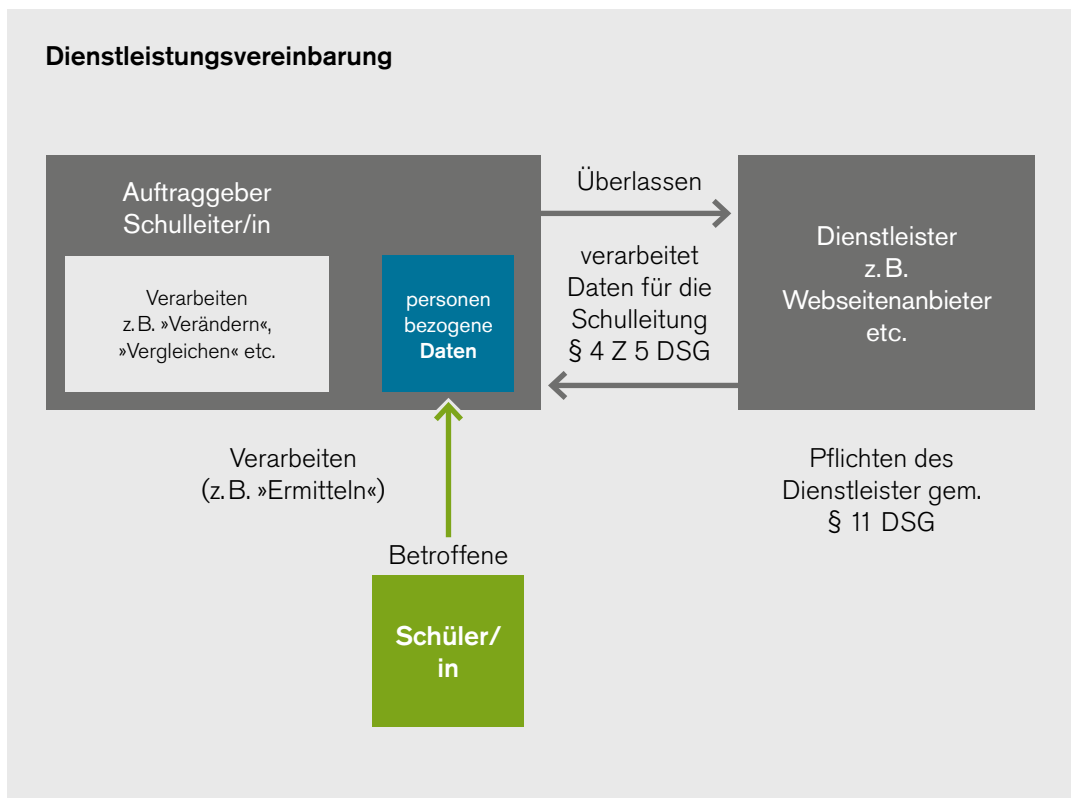 Dienstleistungsvereinbarung
Auftraggeber
Schulleiter/in
Verarbeiten
z. B. »Verändern«,
»Vergleichen« etc.
personen
bezogene
Daten
Überlassen
verarbeitet
Daten für die
Schulleitung
§ 4 Z 5 DSG
Dienstleister
z. B.
Webseitenanbieter
etc.
Verarbeiten
(z. B. »Ermitteln«)
Pflichten des
Dienstleister gem.
§ 11 DSG
Betroffene
Schüler/
in